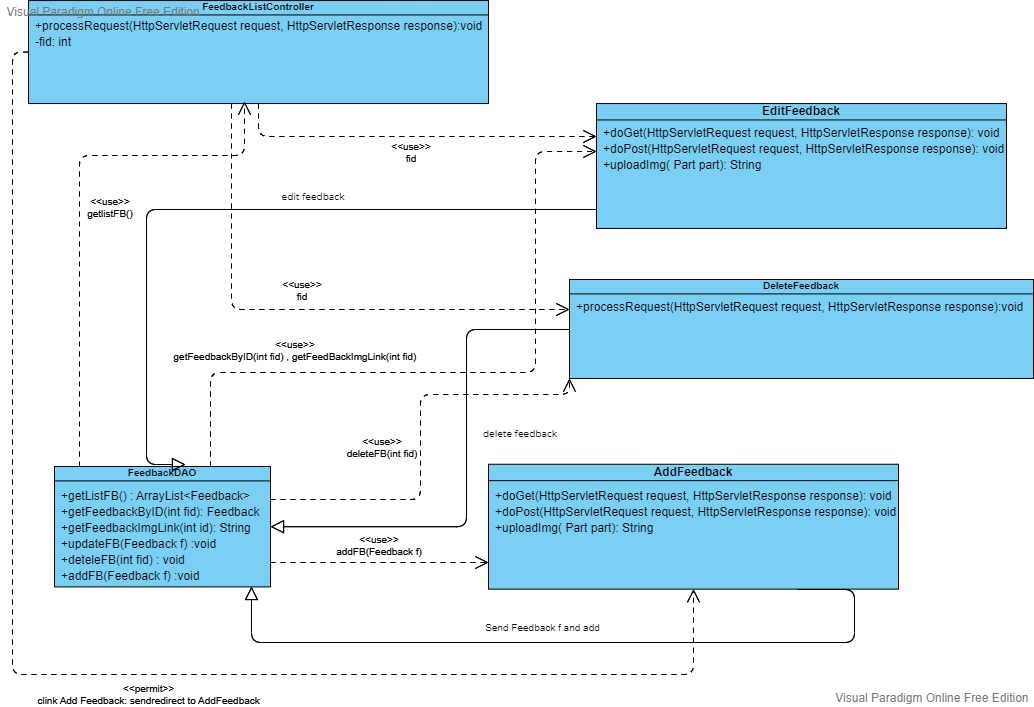 Visual Paradigm Online Free Edition
FeedbackListController
+processRequest(HttpServletRequest request, HttpServletResponse response):void
-fid: int
EditFeedback
+doGet(HttpServletRequest request, HttpServletResponse response): void
+doPost(HttpServletRequest request, HttpServletResponse response): void
+uploadImg( Part part): String
<<use>>
fid
<<use>>
getlistFB()
edit feedback
<<use>>
fid
DeleteFeedback
+processRequest(HttpServletRequest request, HttpServletResponse response):void
<<use>>
getFeedbackByID(int fid) , getFeedBackImgLink(int fid)
<<use>>
deleteFB(int fid)
delete feedback
FeedbackDAO
+getListFB() : ArrayList<Feedback>
+getFeedbackByID(int fid): Feedback
+getFeedbackImgLink(int id): String
+updateFB(Feedback f) :void
+deteleFB(int fid) : void
+addFB(Feedback f) :void
AddFeedback
+doGet(HttpServletRequest request, HttpServletResponse response): void
+doPost(HttpServletRequest request, HttpServletResponse response): void
+uploadImg( Part part): String
<<use>>
addFB(Feedback f)
Send Feedback f and add
<<permit>>
clink Add Feedback: sendredirect to AddFeedback
Visual Paradigm Online Free Edition